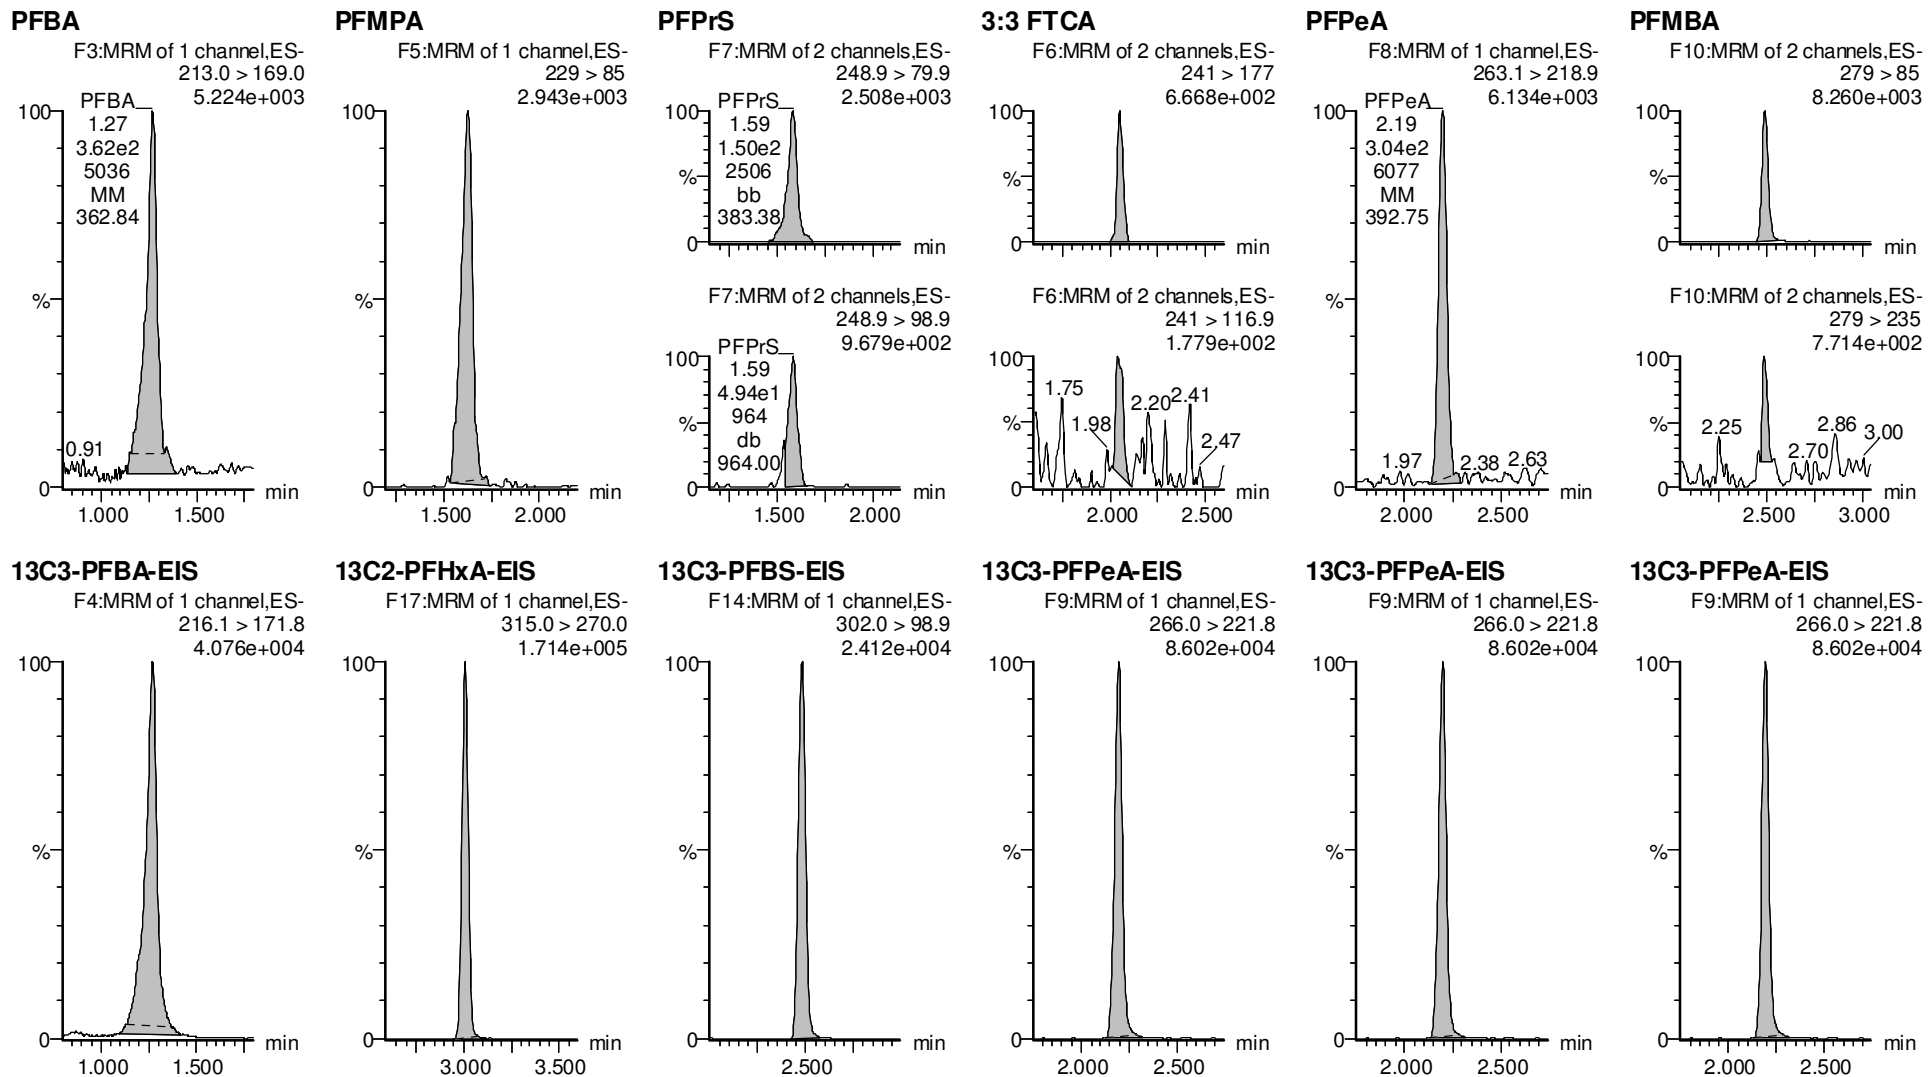 PFBA
F3:MRM of 1 channel,ES-
213.0 > 169.0
5.224e+003
100
PFBA
1.27
3.62e2
5036
MM
362.84
%
0.91
0
min
1.000 1.500
PFMPA
F5:MRM of 1 channel,ES-
229 > 85
2.943e+003
100
%
0
min
1.500 2.000
PFPrS
F7:MRM of 2 channels,ES-
248.9 > 79.9
2.508e+003
100
PFPrS
1.59
1.50e2
2506
bb
383.38
%
0
min
F7:MRM of 2 channels,ES-
248.9 > 98.9
9.679e+002
100
PFPrS
1.59
4.94e1
964
db
964.00
%
0
min
1.500 2.000
3:3 FTCA
F6:MRM of 2 channels,ES-
241 > 177
6.668e+002
100
%
0
min
F6:MRM of 2 channels,ES-
241 > 116.9
1.779e+002
100
1.75
1.98
2.20
2.41
2.47
%
0
min
2.000 2.500
PFPeA
F8:MRM of 1 channel,ES-
263.1 > 218.9
6.134e+003
100
PFPeA
2.19
3.04e2
6077
MM
392.75
%
1.97
2.38
2.63
0
min
2.000 2.500
PFMBA
F10:MRM of 2 channels,ES-
279 > 85
8.260e+003
100
%
0
min
F10:MRM of 2 channels,ES-
279 > 235
7.714e+002
100
%
2.25
2.70
2.86
3.00
0
min
2.500 3.000
13C3-PFBA-EIS
F4:MRM of 1 channel,ES-
216.1 > 171.8
4.076e+004
100
%
0
min
1.000 1.500
13C2-PFHxA-EIS
F17:MRM of 1 channel,ES-
315.0 > 270.0
1.714e+005
100
%
0
min
3.000 3.500
13C3-PFBS-EIS
F14:MRM of 1 channel,ES-
302.0 > 98.9
2.412e+004
100
%
0
min
2.500
13C3-PFPeA-EIS
F9:MRM of 1 channel,ES-
266.0 > 221.8
8.602e+004
100
%
0
min
2.000 2.500
13C3-PFPeA-EIS
F9:MRM of 1 channel,ES-
266.0 > 221.8
8.602e+004
100
%
0
min
2.000 2.500
13C3-PFPeA-EIS
F9:MRM of 1 channel,ES-
266.0 > 221.8
8.602e+004
100
%
0
min
2.000 2.500